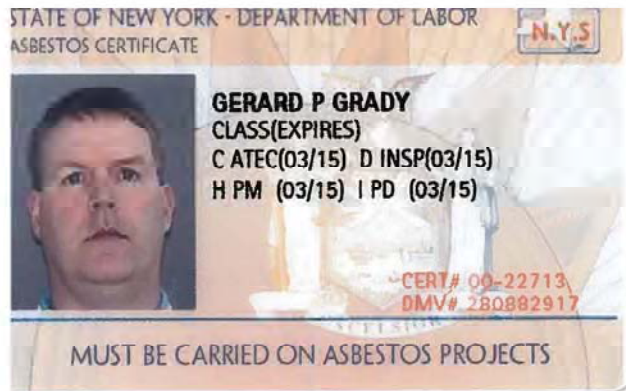 STATE OF NEW YORK - DEPARTMENT OF LABOR
ASBESTOS CERTIFICATE
N.Y.S
GERARD P GRADY
CLASS(EXPIRES)
C ATEC(03/15) D INSP(03/15)
H PM (03/15) I PD (03/15)
CERT# 00-22713
DMV# 280882917
EXCELSIOR
MUST BE CARRIED ON ASBESTOS PROJECTS